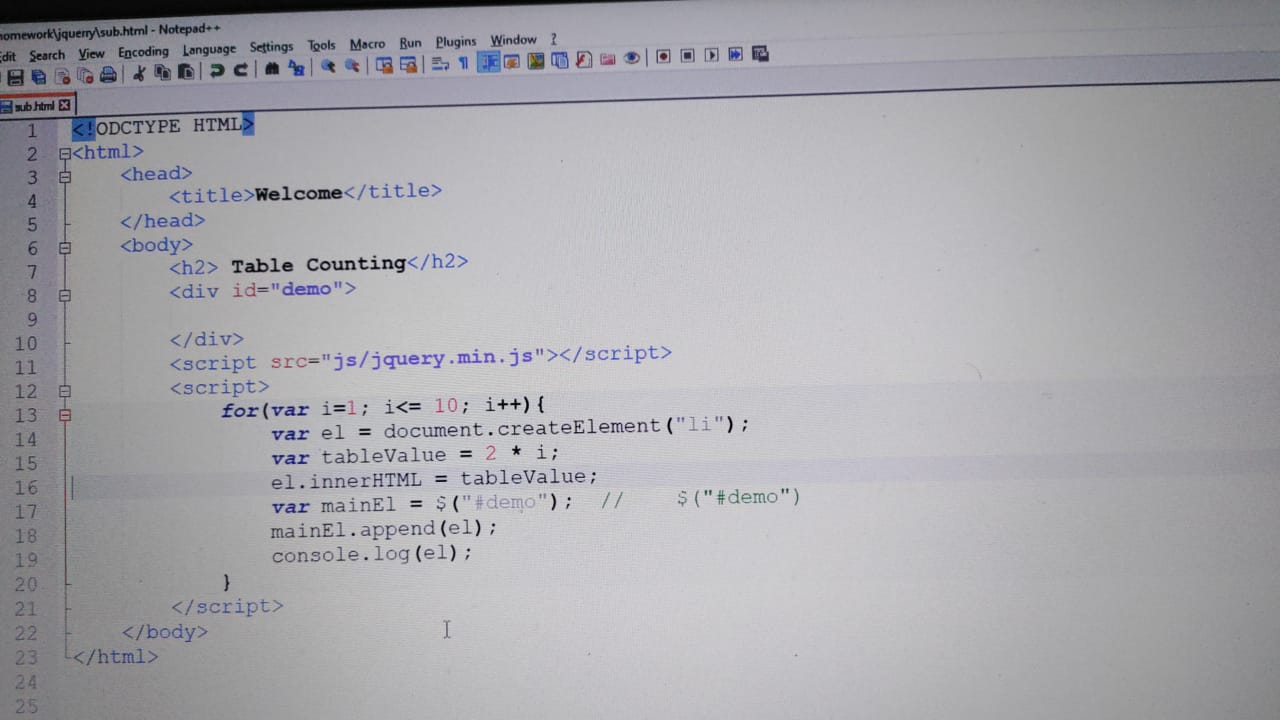 homework\jquerry\sub.html - Notepad++
Edit Search View Encoding Language Settings Tools Macro Run Plugins Window ?
sub.html
1 <!ODCTYPE HTML>
2 <html>
3 <head>
4 <title>Welcome</title>
5 </head>
6 <body>
7 <h2> Table Counting</h2>
8 <div id="demo">
9
10 </div>
11 <script src="js/jquery.min.js"></script>
12 <script>
13 for(var i=1; i<= 10; i++){
14 var el = document.createElement("li");
15 var tableValue = 2 * i;
16 el.innerHTML = tableValue;
17 var mainEl = $("#demo"); // $("#demo")
18 mainEl.append(el);
19 console.log(el);
20 }
21 </script>
22 </body>
23 </html>
24
25